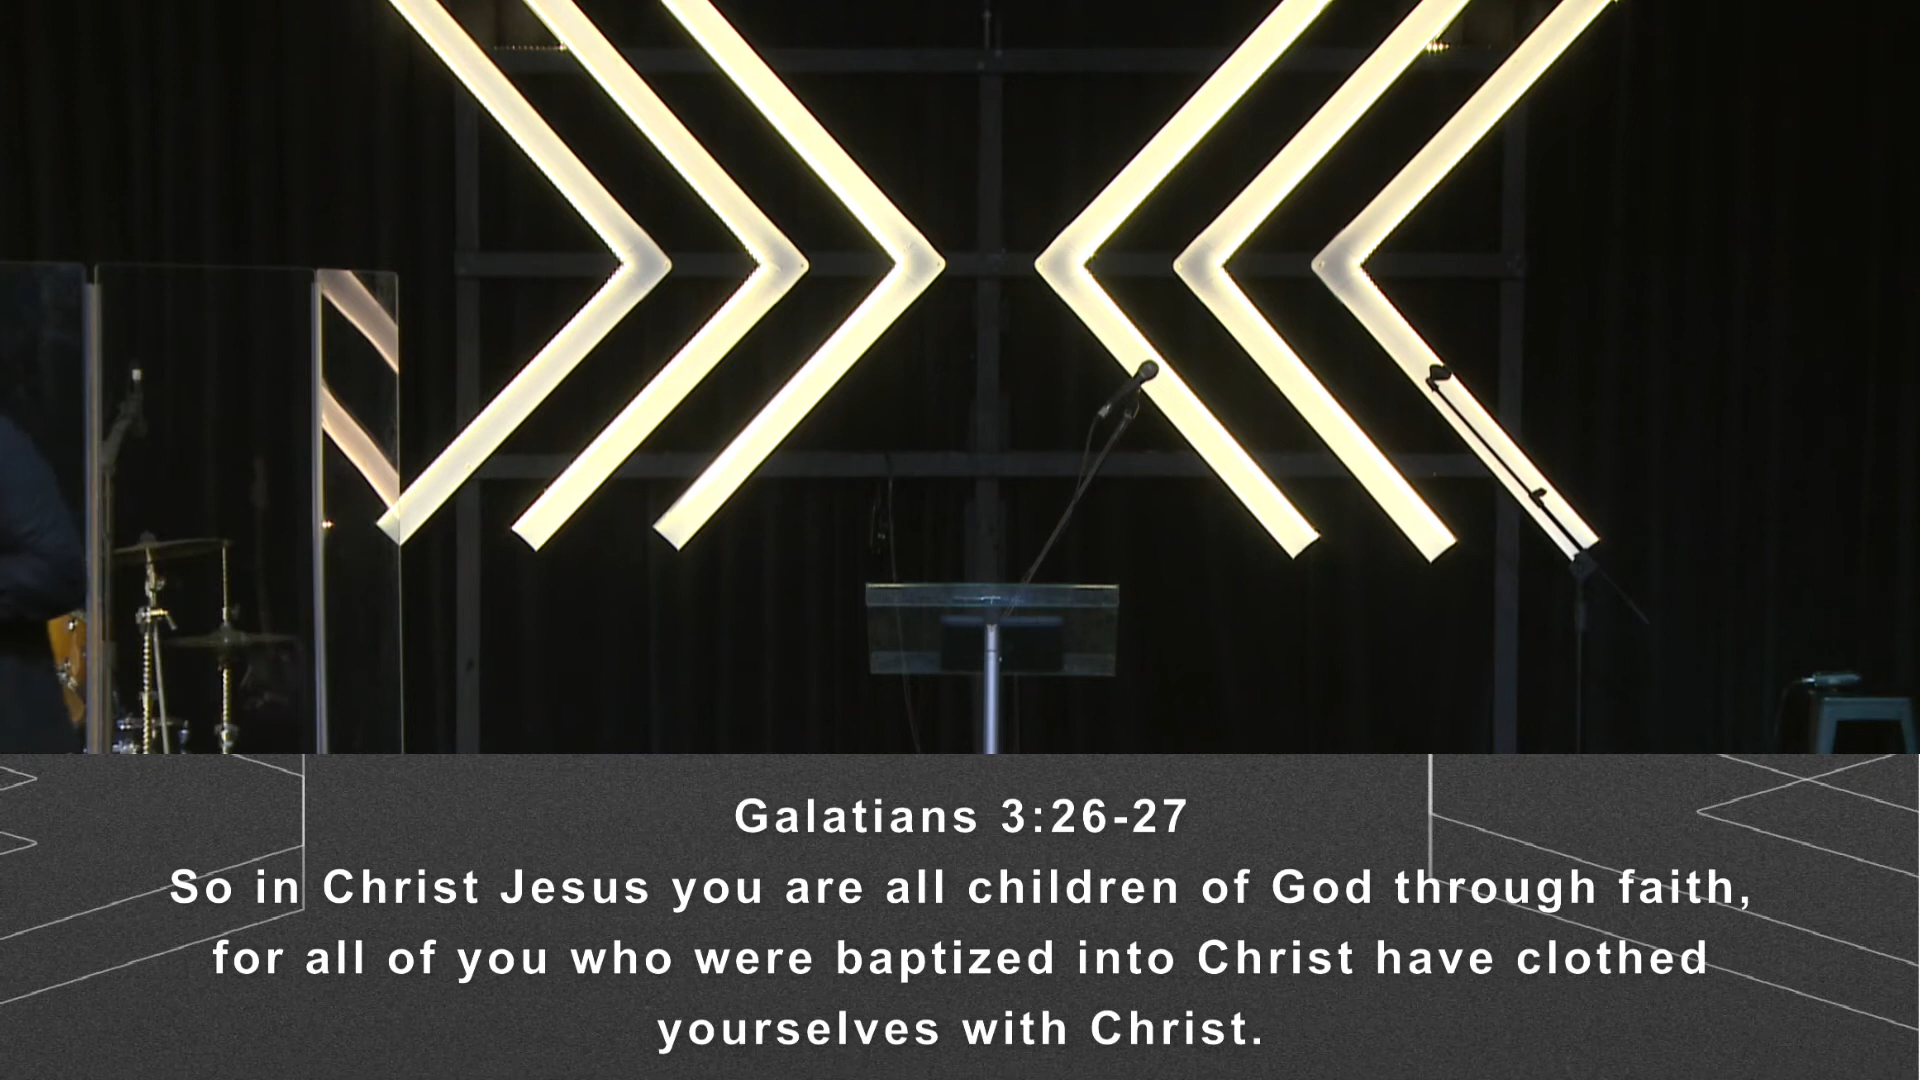 Galatians 3:26-27
So in Christ Jesus you are all children of God through faith,
for all of you who were baptized into Christ have clothed
yourselves with Christ.